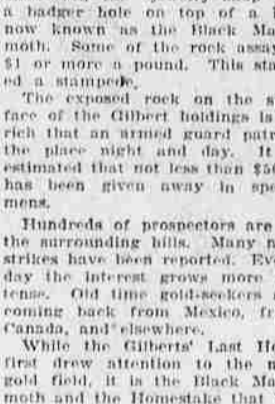 a badger hole on top of a
now known as the Black Ma
moth. Some of the rock assa
$1 or more a pound. This sta
ed a stampede.
The exposed rock on the s
face of the Gilbert holdings is
rich that an armed guard pat
the place night and day. It
estimated that not less than $50
has been given away in spe
mens.
Hundreds of prospectors are
the surrounding hills. Many n
strikes have been reported. Eve
day the interest grows more
tense. Old time gold-seekers
coming back from Mexico, fr
Canada, and elsewhere.
While the Gilberts' Last Ho
first drew attention to the n
gold field, it is the Black Ma
moth and the Homestake that